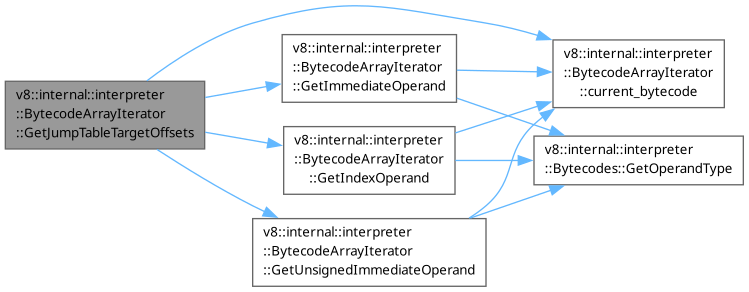 v8::internal::interpreter
::BytecodeArrayIterator
::GetJumpTableTargetOffsets
v8::internal::interpreter
::BytecodeArrayIterator
::GetImmediateOperand
v8::internal::interpreter
::BytecodeArrayIterator
::GetIndexOperand
v8::internal::interpreter
::BytecodeArrayIterator
::GetUnsignedImmediateOperand
v8::internal::interpreter
::BytecodeArrayIterator
::current_bytecode
v8::internal::interpreter
::Bytecodes::GetOperandType